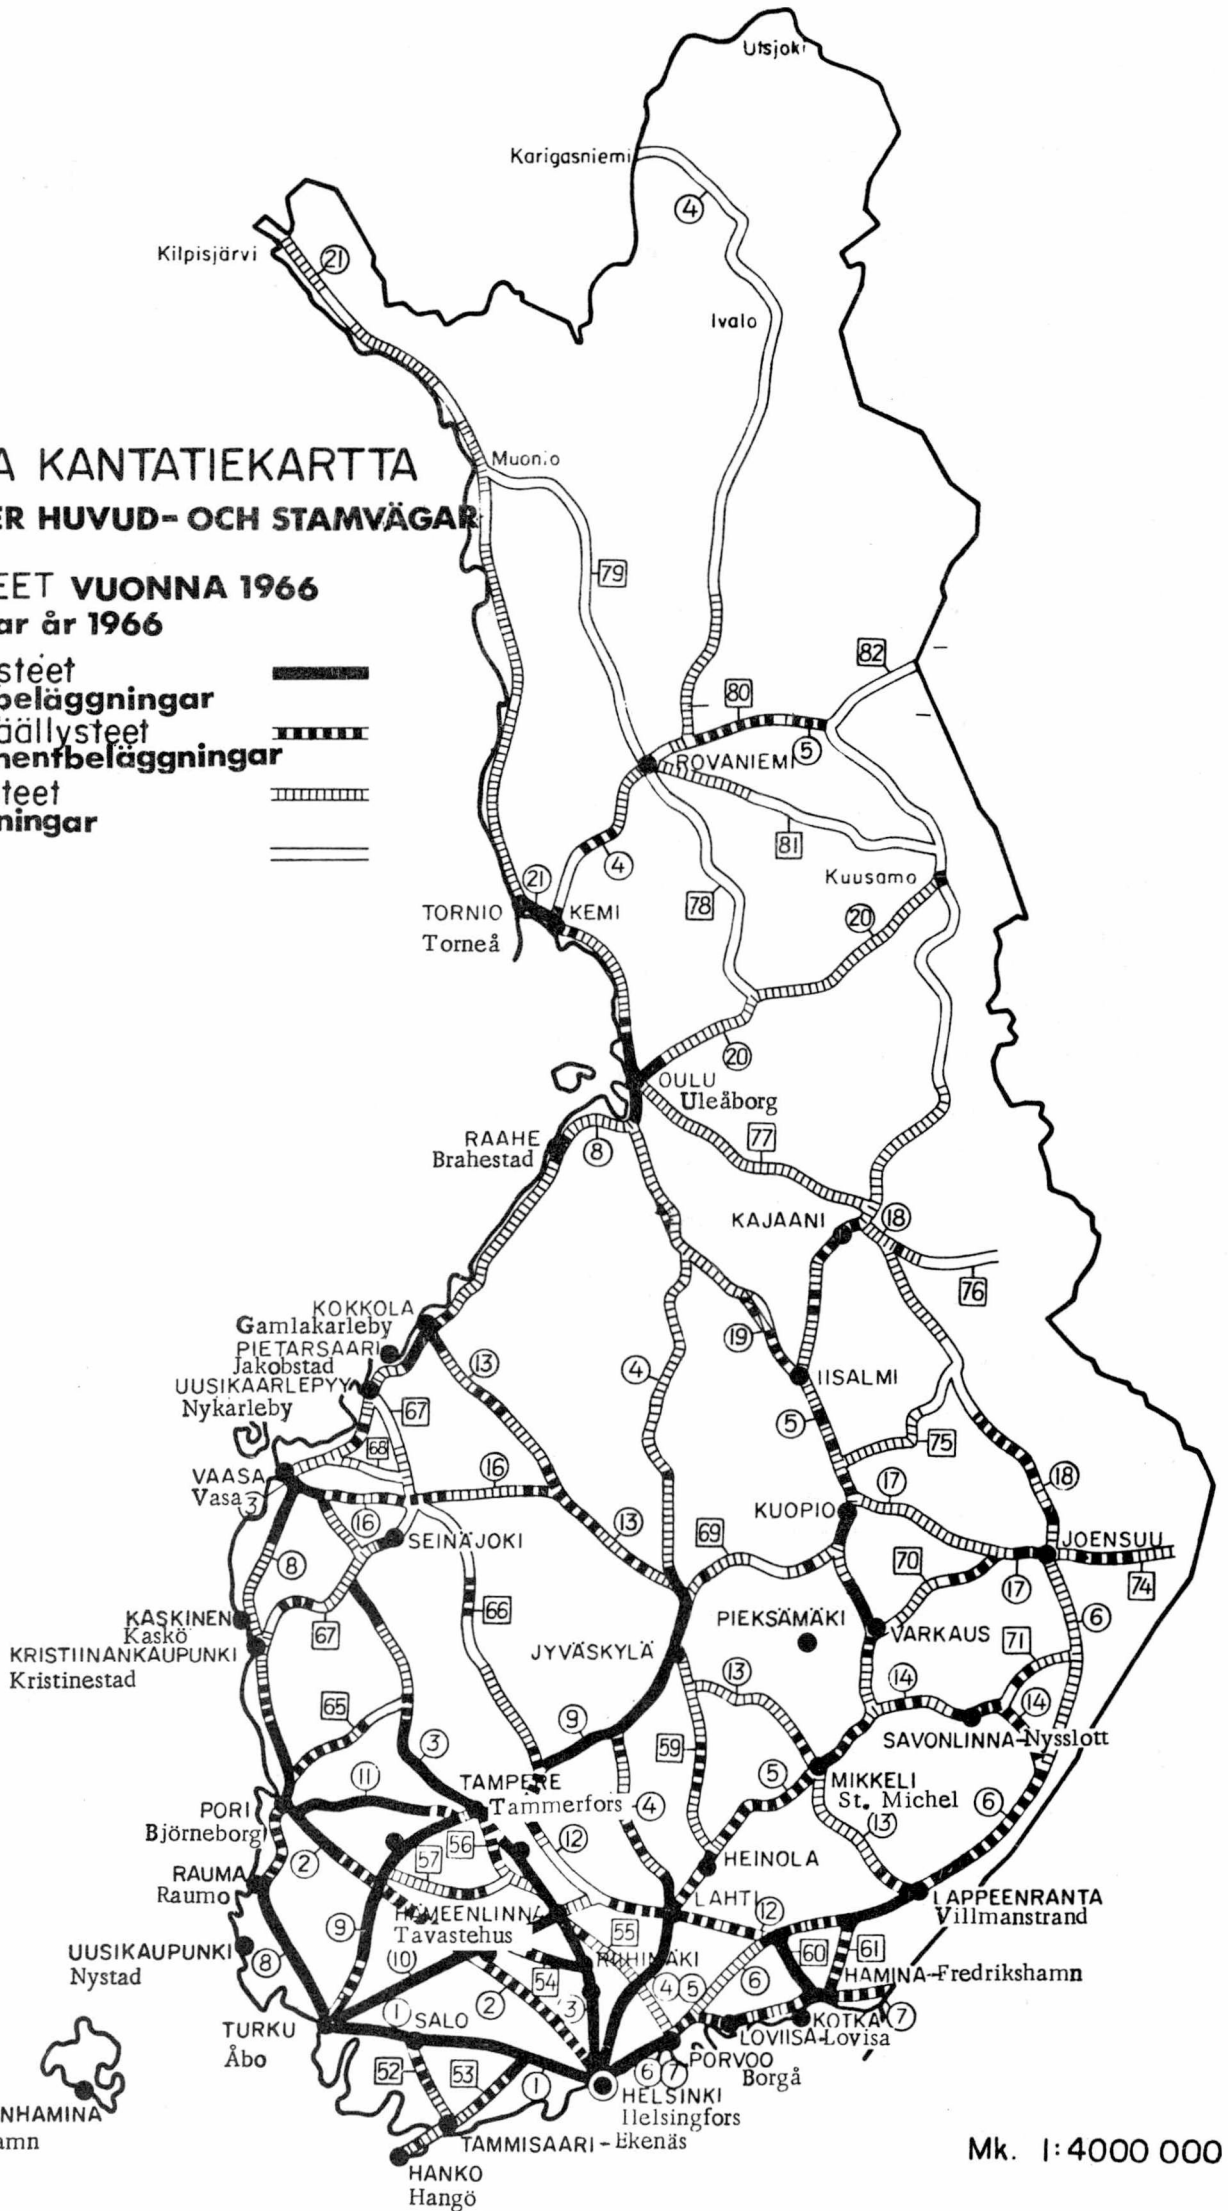 Utsjoki
Karigasniemi
4
Kilpisjärvi
21
Ivalo
A KANTATIEKARTTA
ER HUVUD- OCH STAMVÄGAR
Muonio
EET VUONNA 1966
ar år 1966
79
steet
beläggningar
äällysteet
mentbeläggningar
teet
ningar
82
80
5
ROVANIEMI
81
4
Kuusamo
21
78
20
TORNIO
Torneå
KEMI
20
OULU
Uleåborg
77
RAAHE
Brahestad
8
KAJAANI
18
76
KOKKOLA
Gamlakarleby
PIETARSAARI
Jakobstad
UUSIKAARLEPYY
Nykarleby
13
4
19
IISALMI
5
67
68
75
VAASA
Vasa
3
16
16
17
18
KUOPIO
SEINÄJOKI
13
69
JOENSUU
8
70
17
74
KASKINEN
Kaskö
67
66
PIEKSÄMÄKI
VARKAUS
6
KRISTIINANKAUPUNKI
Kristinestad
JYVÄSKYLÄ
71
13
14
14
65
9
3
59
SAVONLINNA-Nysslott
11
TAMPERE
Tammerfors
4
5
MIKKELI
St. Michel
6
PORI
Björneborg
2
56
12
13
57
HEINOLA
RAUMA
Raumo
LAHTI
LAPPEENRANTA
Villmanstrand
HÄMEENLINNA
Tavastehus
9
12
55
UUSIKAUPUNKI
Nystad
8
10
RIIHIMÄKI
54
60
61
6
HAMINA-Fredrikshamn
4
5
2
3
1
SALO
TURKU
Åbo
KOTKA
7
LOVIISA-Lovisa
52
53
1
6
7
PORVOO
Borgå
HELSINKI
Helsingfors
NHAMINA
amn
TAMMISAARI-Ekenäs
HANKO
Hangö
Mk. 1:4000 000